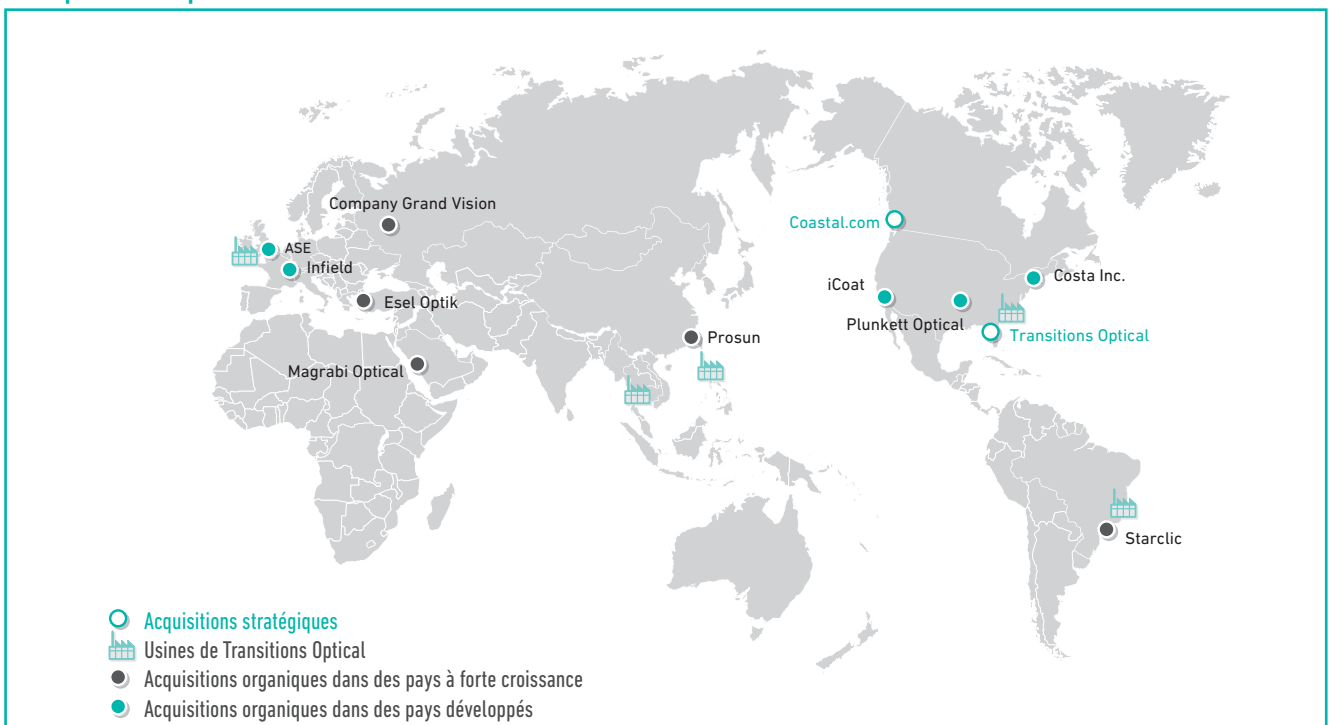 Company Grand Vision
ASE
Infield
Esel Optik
Magrabi Optical
Prosun
Coastal.com
iCoat
Costa Inc.
Plunkett Optical
Transitions Optical
Starclic
Acquisitions stratégiques
Usines de Transitions Optical
Acquisitions organiques dans des pays à forte croissance
Acquisitions organiques dans des pays développés